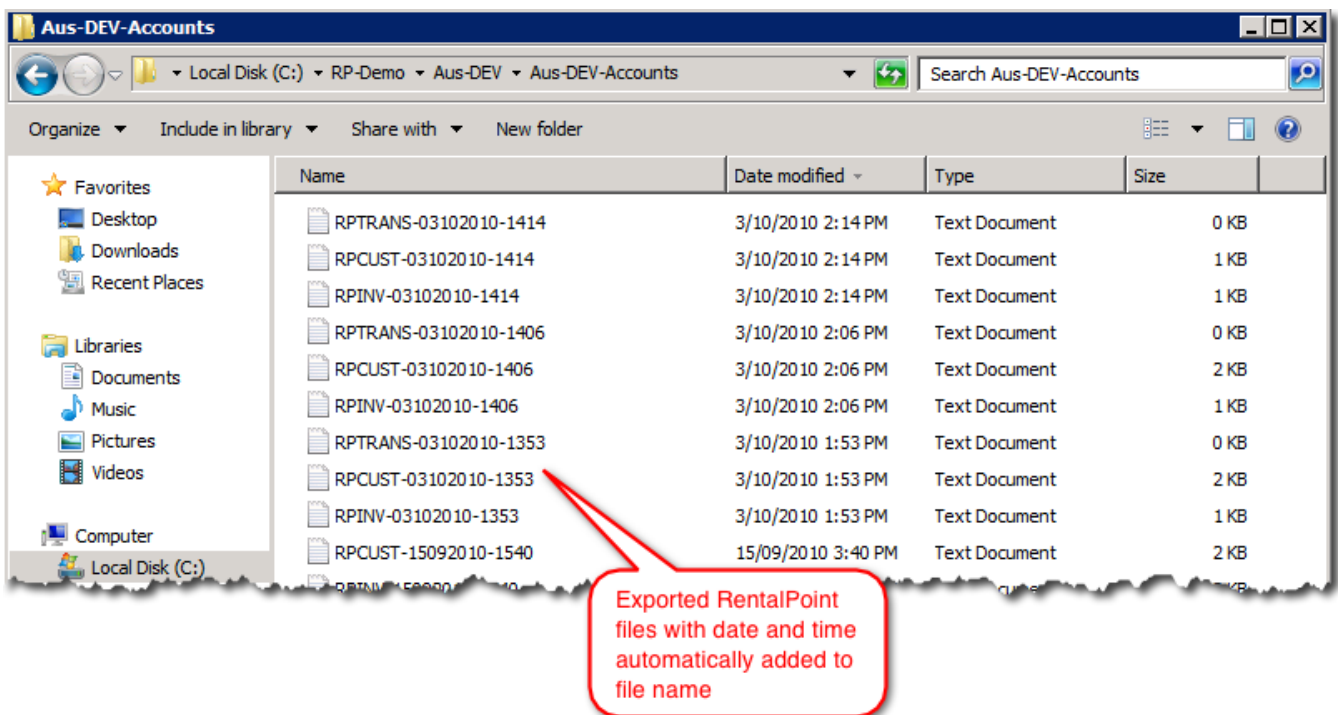 Aus-DEV-Accounts
Local Disk (C:) RP-Demo Aus-DEV Aus-DEV-Accounts Search Aus-DEV-Accounts
Organize Include in library Share with New folder
Favorites
Desktop
Downloads
Recent Places
Libraries
Documents
Music
Pictures
Videos
Computer
Local Disk (C:)
Name Date modified Type Size
RPTRANS-03102010-1414 3/10/2010 2:14 PM Text Document 0 KB
RPCUST-03102010-1414 3/10/2010 2:14 PM Text Document 1 KB
RPINV-03102010-1414 3/10/2010 2:14 PM Text Document 1 KB
RPTRANS-03102010-1406 3/10/2010 2:06 PM Text Document 0 KB
RPCUST-03102010-1406 3/10/2010 2:06 PM Text Document 2 KB
RPINV-03102010-1406 3/10/2010 2:06 PM Text Document 1 KB
RPTRANS-03102010-1353 3/10/2010 1:53 PM Text Document 0 KB
RPCUST-03102010-1353 3/10/2010 1:53 PM Text Document 2 KB
RPINV-03102010-1353 3/10/2010 1:53 PM Text Document 1 KB
RPCUST-15092010-1540 15/09/2010 3:40 PM Text Document 2 KB
Exported RentalPoint
files with date and time
automatically added to
file name